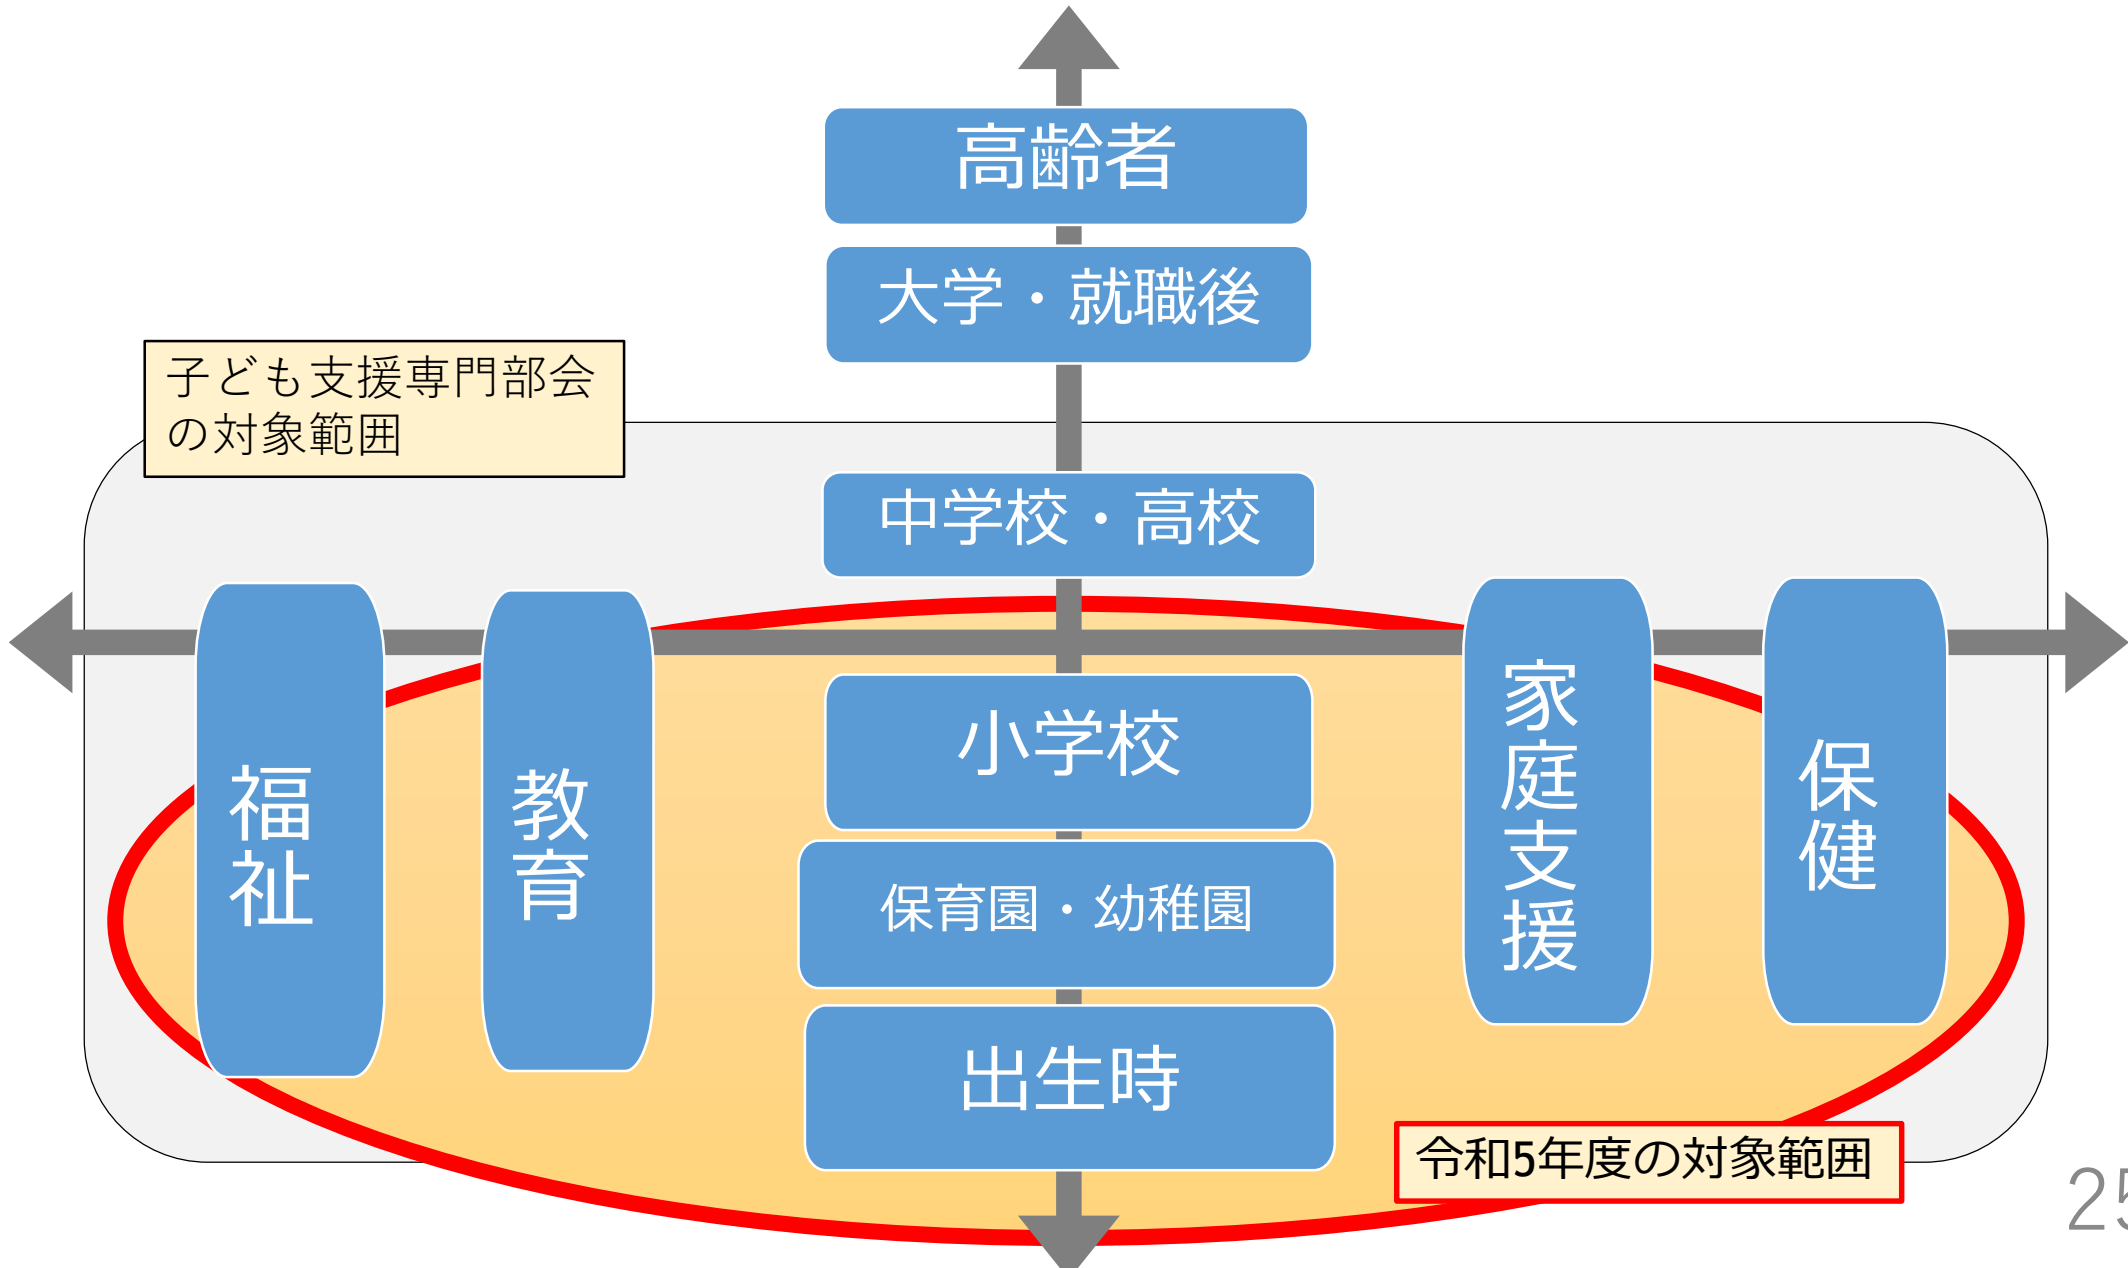 高齢者
大学・就職後
子ども支援専門部会
の対象範囲
中学校・高校
福祉
教育
小学校
保育園・幼稚園
出生時
家庭支援
保健
令和5年度の対象範囲
25